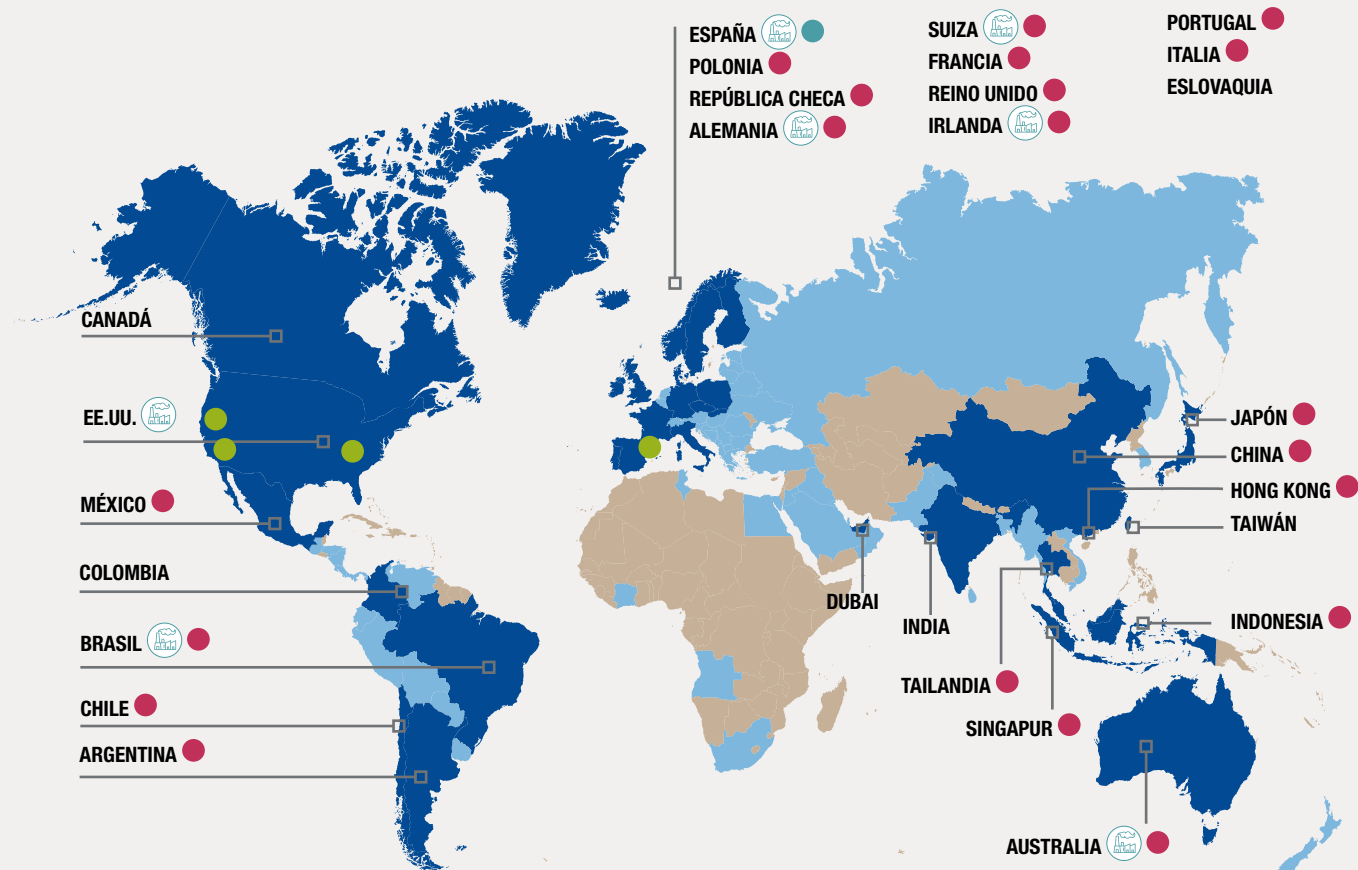 ESPAÑA
POLONIA
REPÚBLICA CHECA
ALEMANIA
SUIZA
FRANCIA
REINO UNIDO
IRLANDA
PORTUGAL
ITALIA
ESLOVAQUIA
CANADÁ
EE.UU.
MÉXICO
COLOMBIA
BRASIL
CHILE
ARGENTINA
JAPÓN
CHINA
HONG KONG
TAIWÁN
DUBAI
INDIA
INDONESIA
TAILANDIA
SINGAPUR
AUSTRALIA